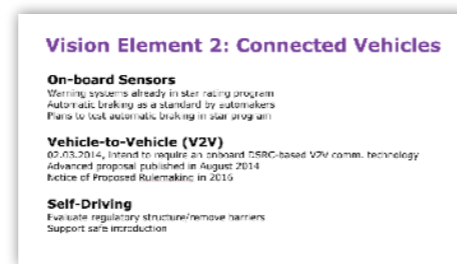 Vision Element 2: Connected Vehicles
On-board Sensors
Warning systems already in star rating program
Automatic braking as a standard by automakers
Plans to test automatic braking in star program
Vehicle-to-Vehicle (V2V)
02.03.2014, Intend to require an onboard DSRC-based V2V comm. technology
Advanced proposal published in August 2014
Notice of Proposed Rulemaking in 2016
Self-Driving
Evaluate regulatory structure/remove barriers
Support safe introduction